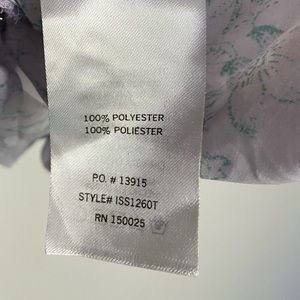 100% POLYESTER
100% POLIÉSTER
P.O. # 13915
STYLE# ISS1260T
RN 150025